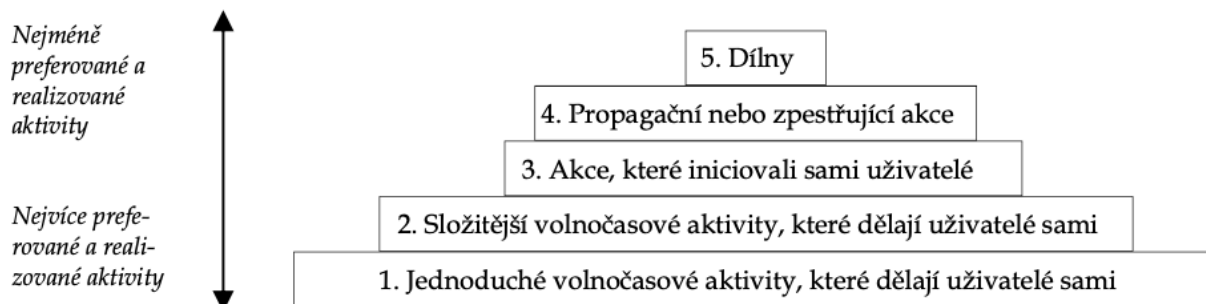 Nejméně
preferované a
realizované
aktivity
5. Dílny
4. Propagační nebo zpestřující akce
3. Akce, které iniciovali sami uživatelé
Nejvíce prefe-
rované a reali-
zované aktivity
2. Složitější volnočasové aktivity, které dělají uživatelé sami
1. Jednoduché volnočasové aktivity, které dělají uživatelé sami